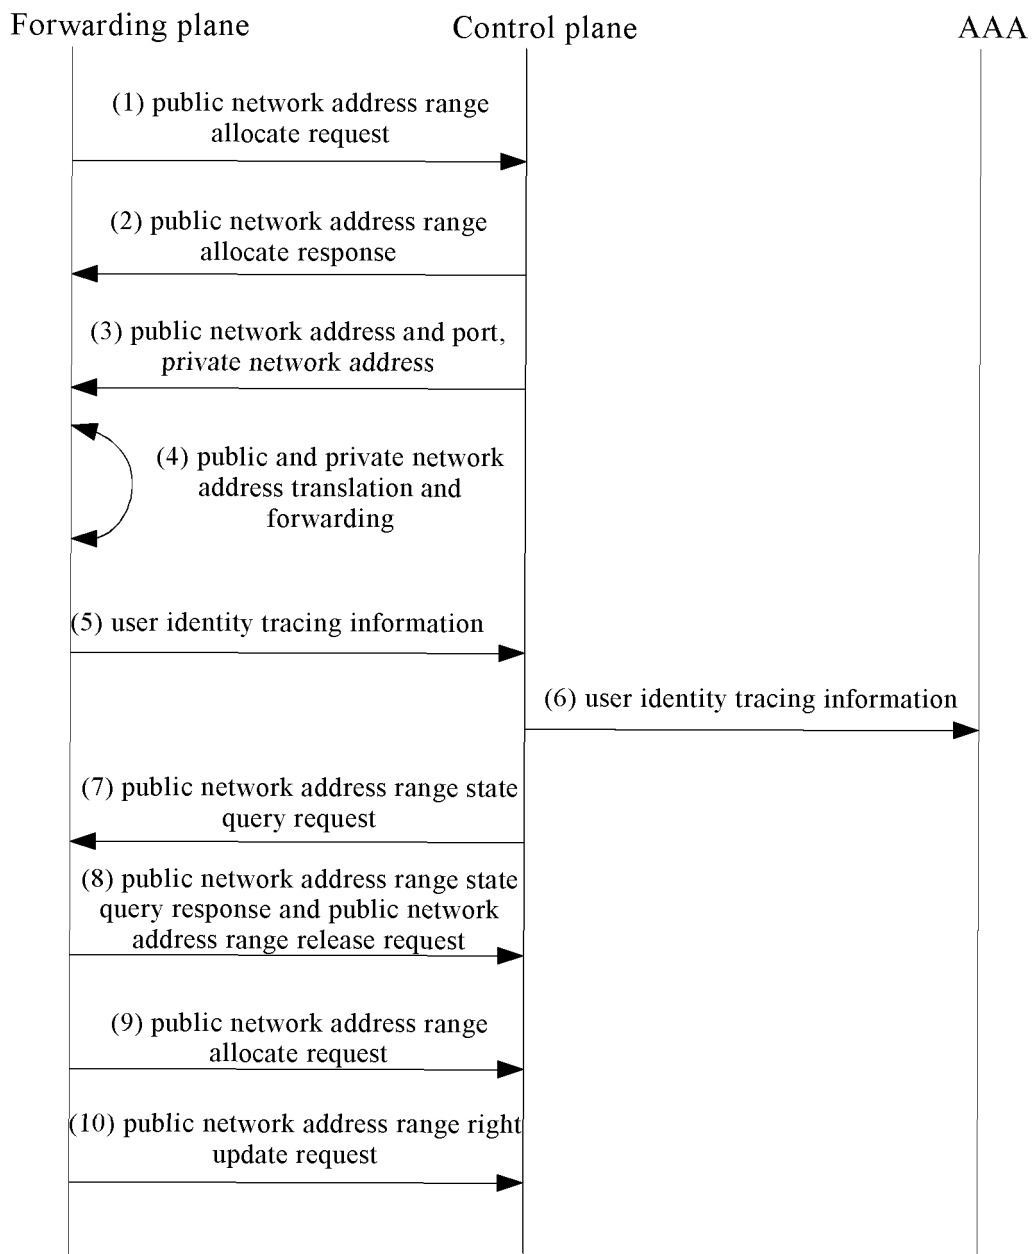 Forwarding plane
Control plane
AAA
(1) public network address range
allocate request
(2) public network address range
allocate response
(3) public network address and port,
private network address
(4) public and private network
address translation and
forwarding
(5) user identity tracing information
(6) user identity tracing information
(7) public network address range state
query request
(8) public network address range state
query response and public network
address range release request
(9) public network address range
allocate request
(10) public network address range right
update request